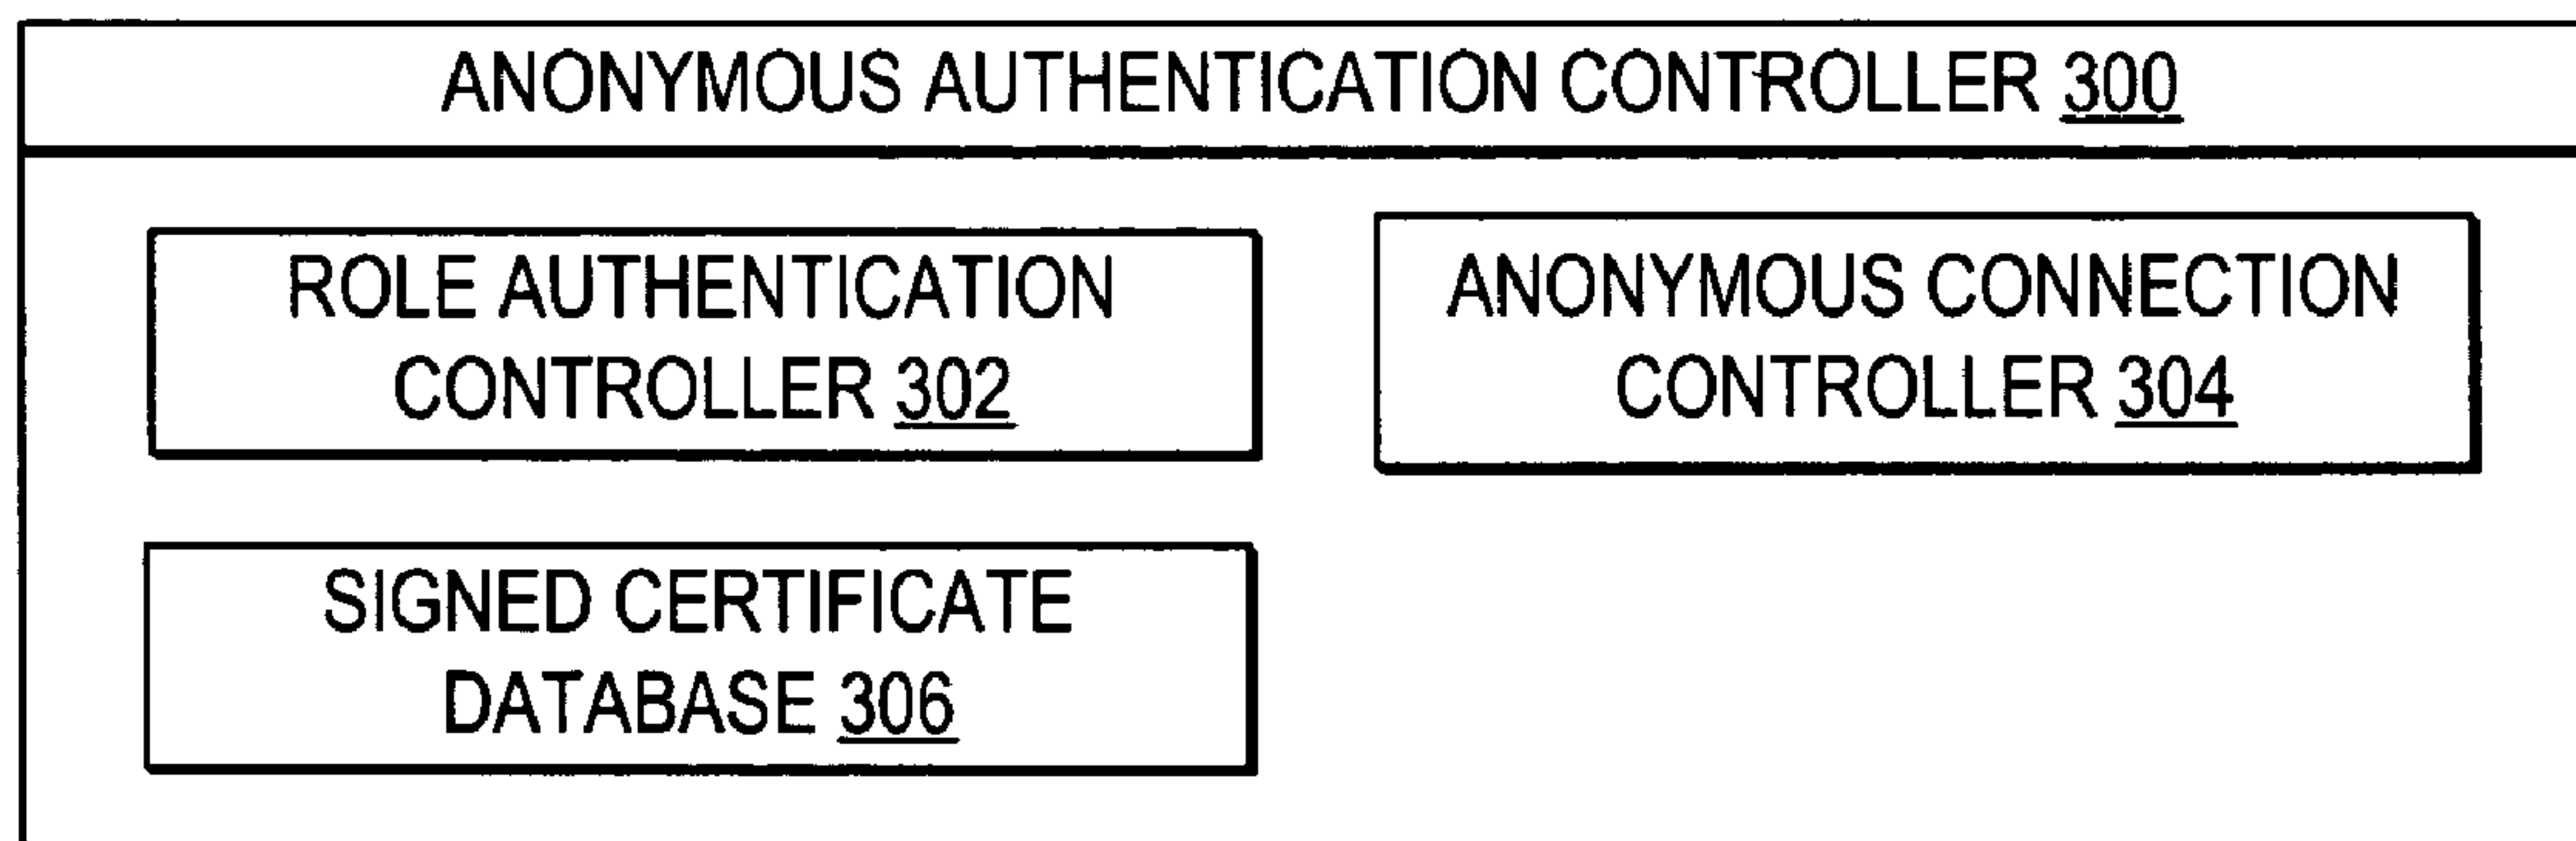 ANONYMOUS AUTHENTICATION CONTROLLER 300
ROLE AUTHENTICATION
CONTROLLER 302
ANONYMOUS CONNECTION
CONTROLLER 304
SIGNED CERTIFICATE
DATABASE 306